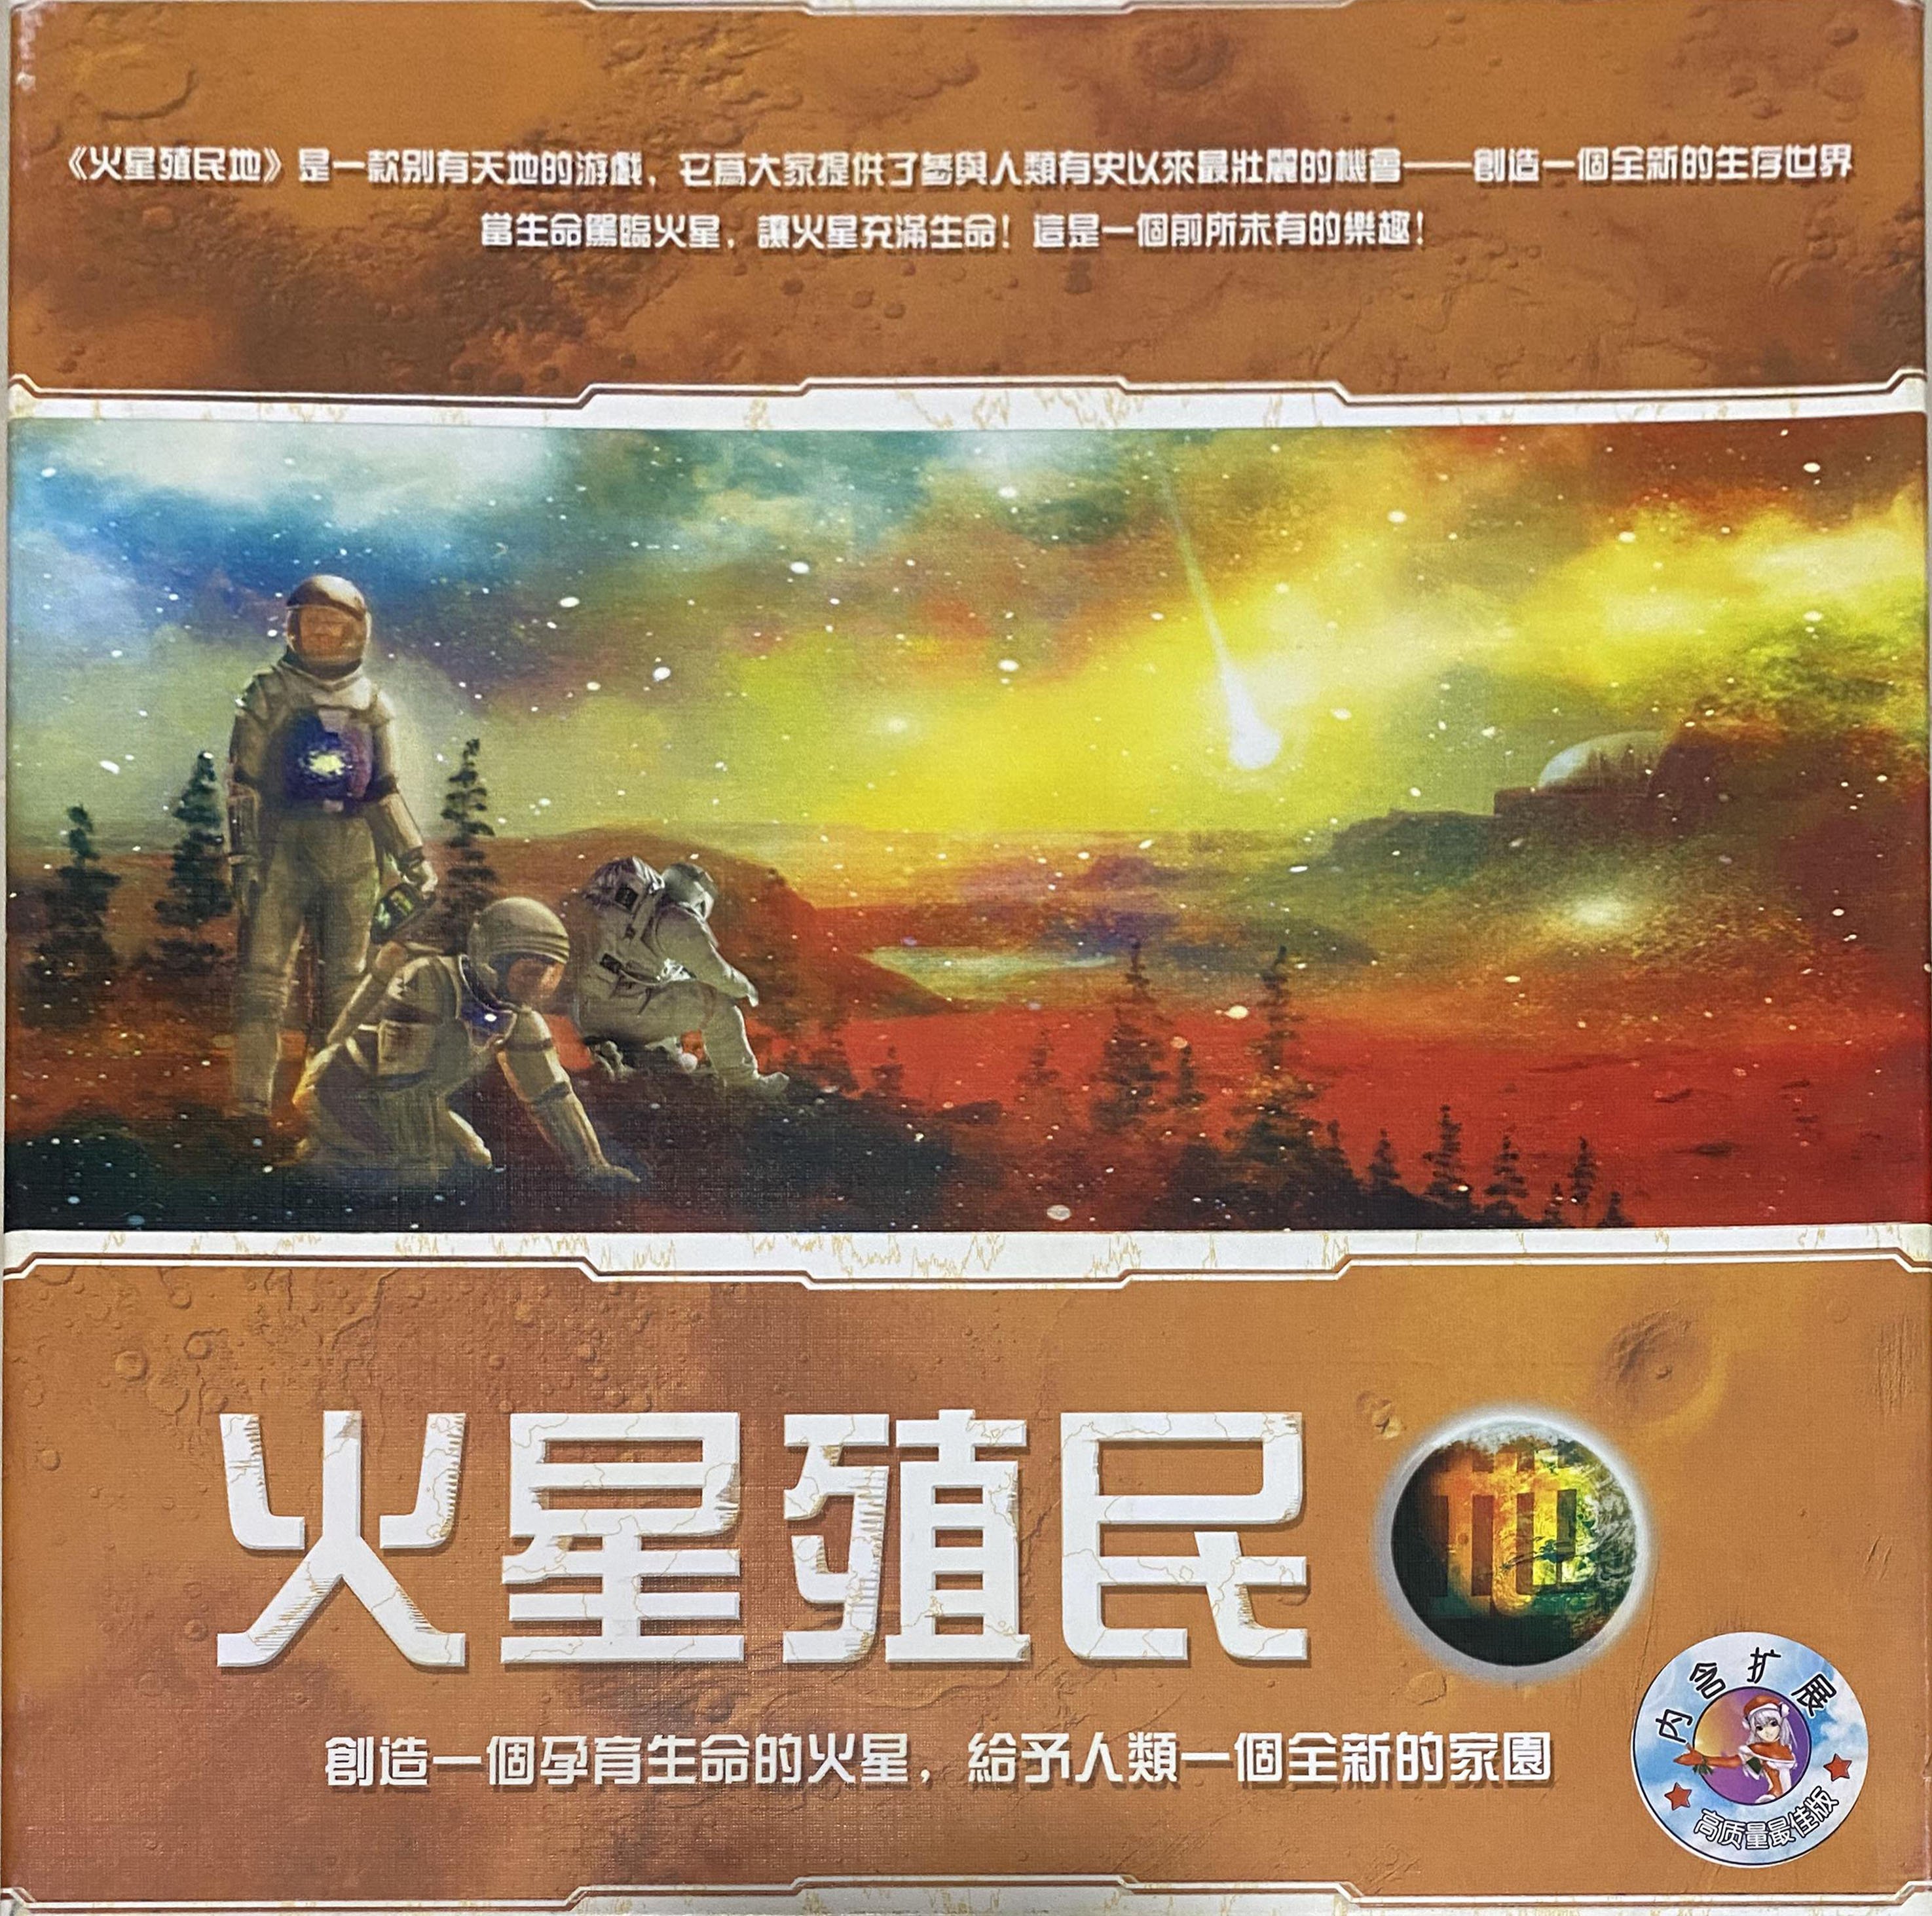 《火星殖民地》是一款别有天地的游戲，它爲大家提供了參與人類有史以來最壯麗的機會——創造一個全新的生存世界
當生命駕臨火星，讓火星充滿生命！這是一個前所未有的樂趣！
火星殖民地
創造一個孕育生命的火星，給予人類一個全新的家園
内含扩展
高质量最佳版